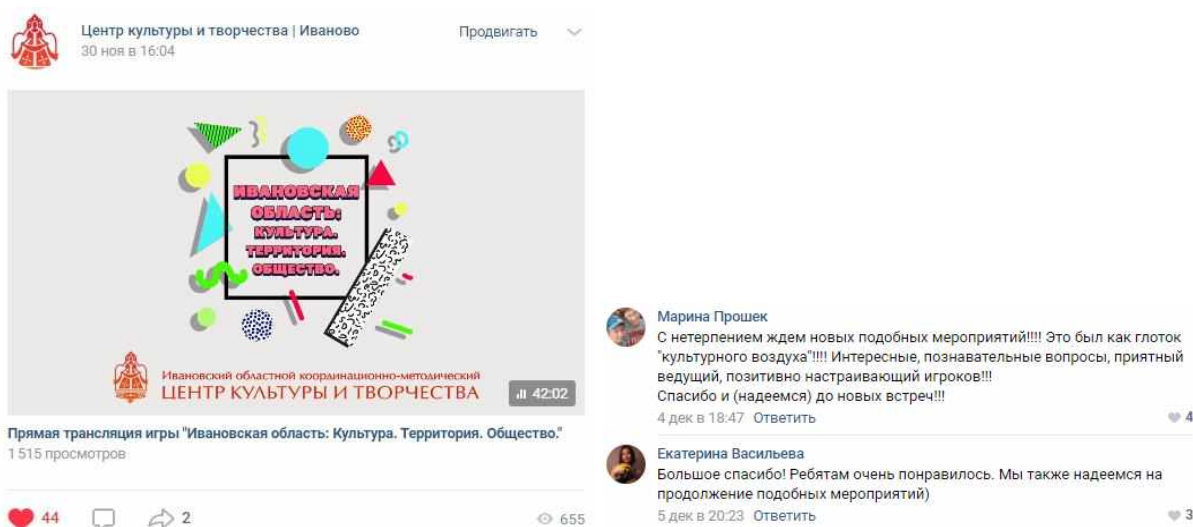 Центр культуры и творчества | Иваново
Продвигать
30 ноя в 16:04
ИВАНОВСКАЯ
ОБЛАСТЬ:
КУЛЬТУРА.
ТЕРРИТОРИЯ.
ОБЩЕСТВО.
Ивановский областной координационно-методический
ЦЕНТР КУЛЬТУРЫ И ТВОРЧЕСТВА
42:02
Прямая трансляция игры "Ивановская область: Культура. Территория. Общество."
1 515 просмотров
44
2
655
Марина Прошек
С нетерпением ждем новых подобных мероприятий!!!! Это был как глоток
"культурного воздуха"!!!! Интересные, познавательные вопросы, приятный
ведущий, позитивно настраивающий игроков!!!
Спасибо и (надеемся) до новых встреч!!!
4 дек в 18:47 Ответить
4
Екатерина Васильева
Большое спасибо! Ребятам очень понравилось. Мы также надеемся на
продолжение подобных мероприятий)
5 дек в 20:23 Ответить
3